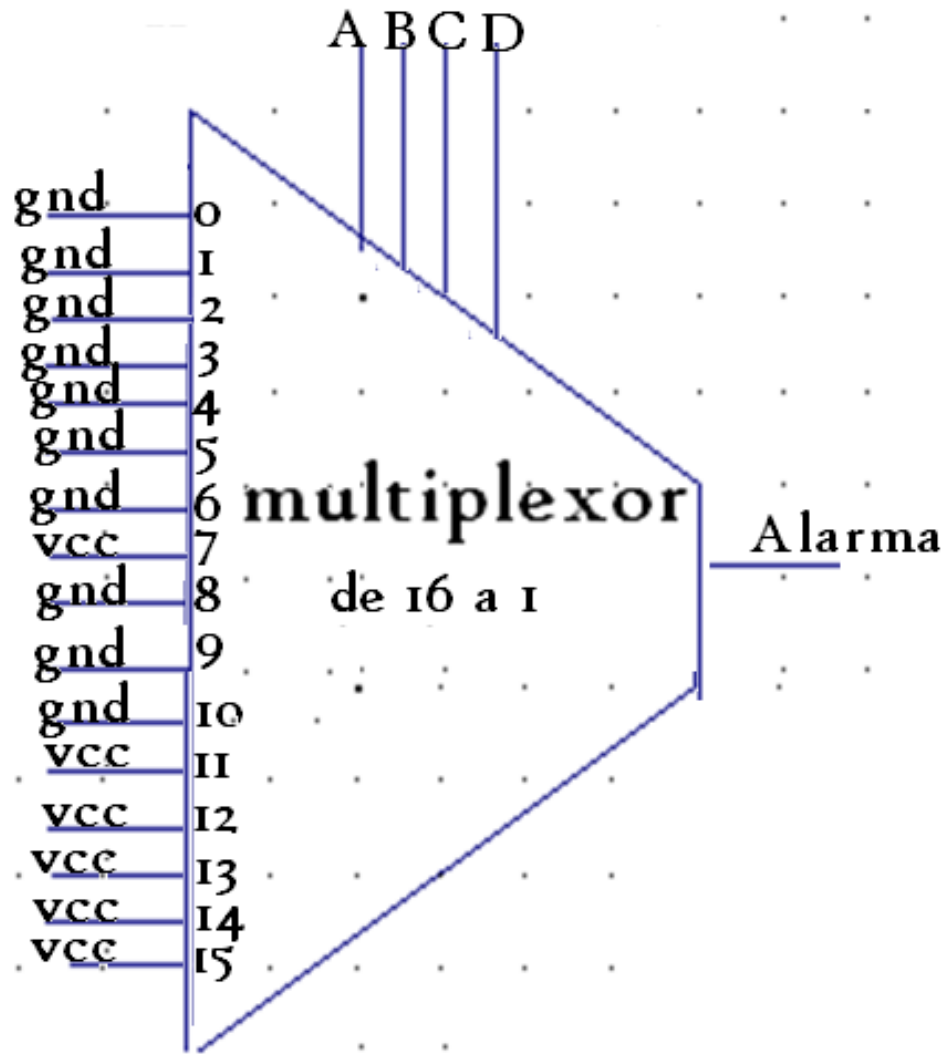 A B C D
gnd 0
gnd 1
gnd 2
gnd 3
gnd 4
gnd 5
gnd 6
multiplexor
vcc 7
Alarma
gnd 8
de 16 a 1
gnd 9
gnd 10
vcc 11
vcc 12
vcc 13
vcc 14
vcc 15